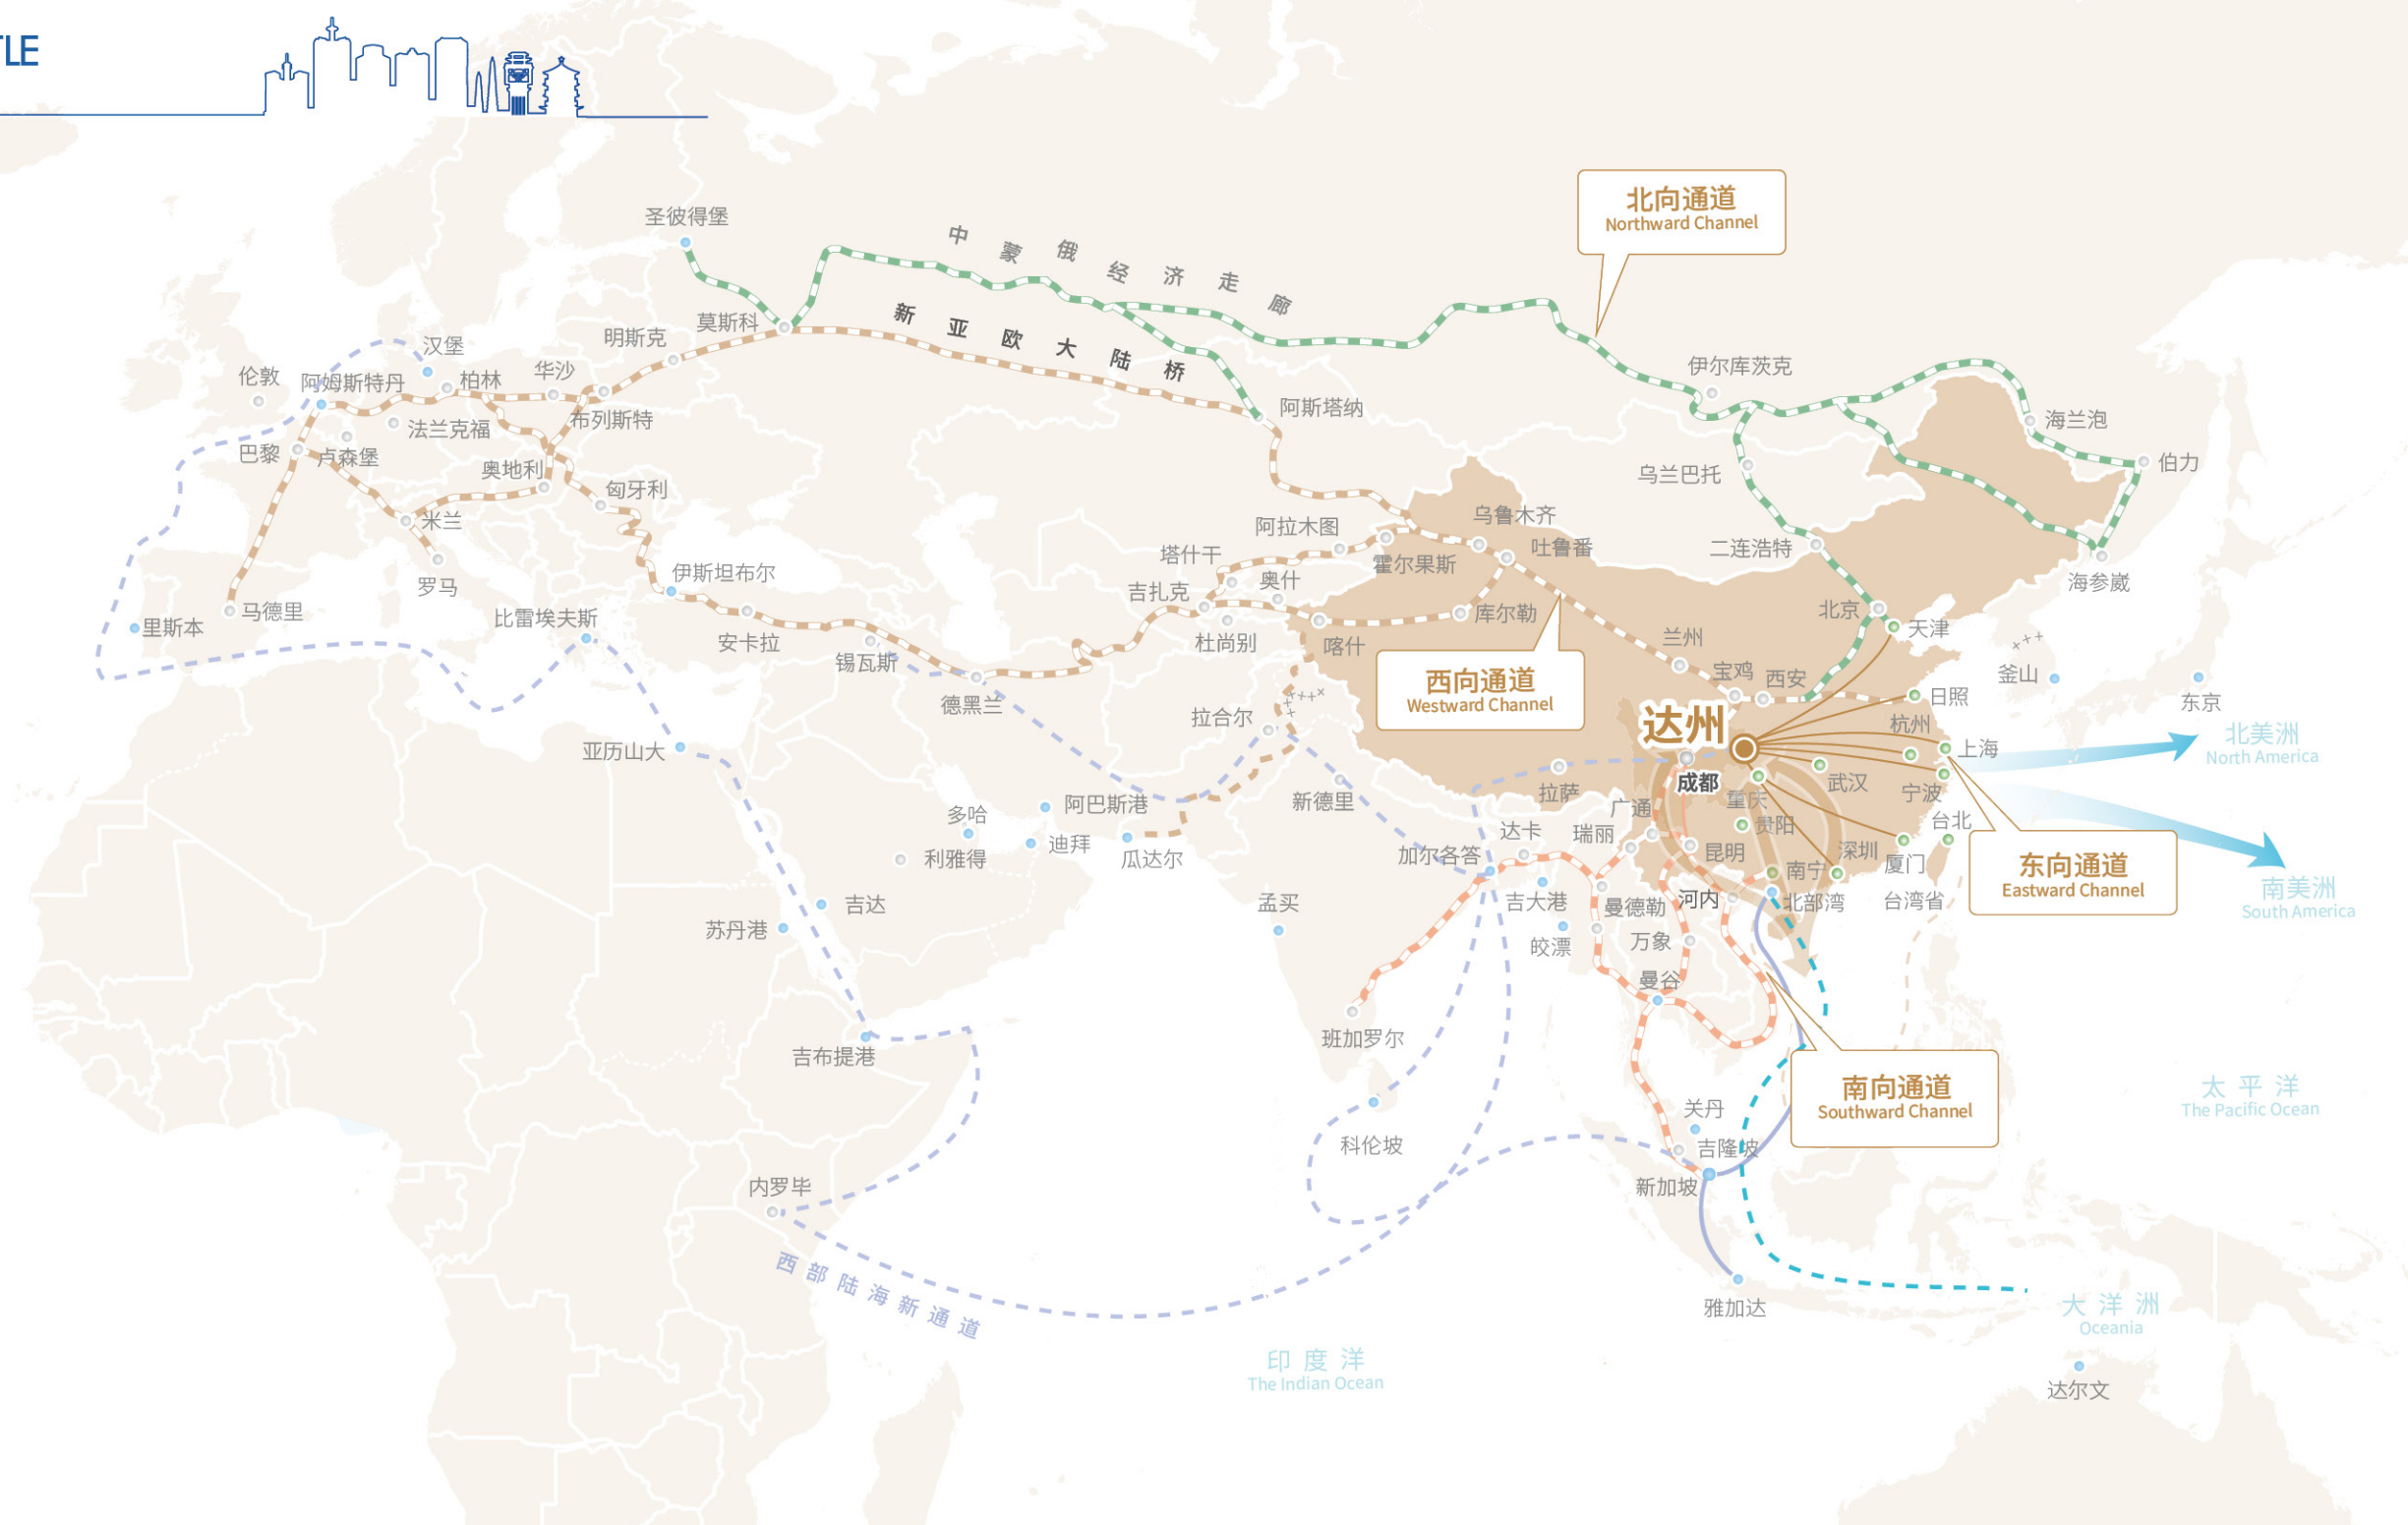 TLE
北向通道
Northward Channel
圣彼得堡
中蒙俄经济走廊
新亚欧大陆桥
莫斯科
明斯克
汉堡
华沙
柏林
伦敦
阿姆斯特丹
伊尔库茨克
布列斯特
阿斯塔纳
海兰泡
法兰克福
巴黎
卢森堡
奥地利
伯力
乌兰巴托
匈牙利
米兰
阿拉木图
乌鲁木齐
吐鲁番
二连浩特
塔什干
霍尔果斯
伊斯坦布尔
奥什
海参崴
罗马
吉扎克
马德里
里斯本
比雷埃夫斯
北京
库尔勒
天津
安卡拉
杜尚别
喀什
兰州
锡瓦斯
宝鸡
西安
釜山
西向通道
Westward Channel
东京
日照
德黑兰
拉合尔
达州
杭州
北美洲
North America
上海
亚历山大
成都
武汉
新德里
拉萨
宁波
重庆
阿巴斯港
广通
多哈
贵阳
台北
达卡
瑞丽
迪拜
瓜达尔
利雅得
加尔各答
昆明
深圳
厦门
东向通道
Eastward Channel
南宁
南美洲
South America
吉达
孟买
吉大港
曼德勒
河内
北部湾
台湾省
苏丹港
皎漂
万象
曼谷
班加罗尔
吉布提港
南向通道
Southward Channel
太平洋
The Pacific Ocean
关丹
科伦坡
吉隆坡
内罗毕
新加坡
西部陆海新通道
雅加达
大洋洲
Oceania
印度洋
The Indian Ocean
达尔文